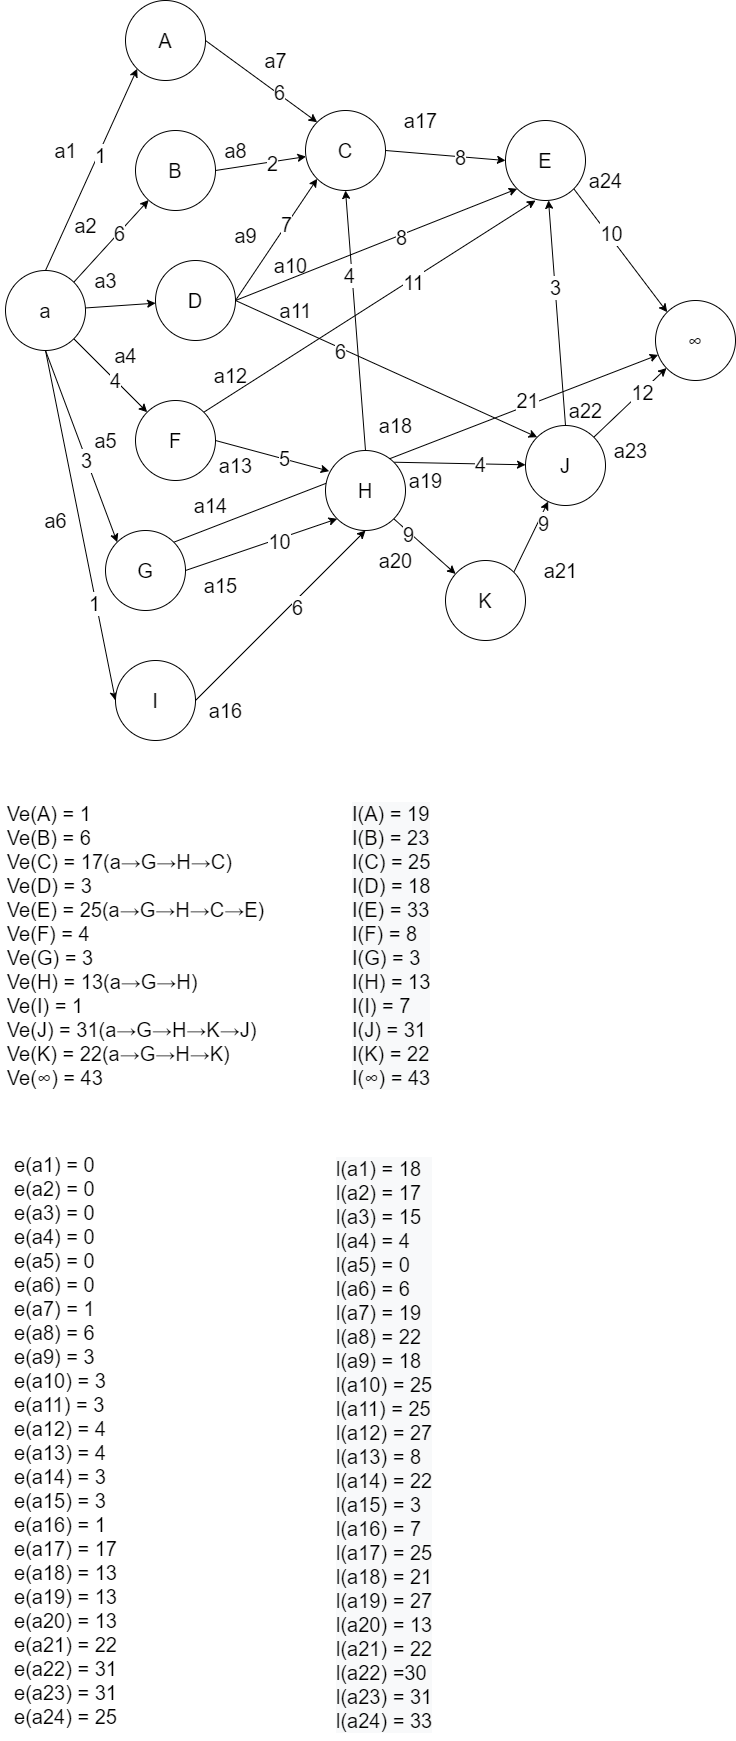 A
a7
6
a17
C
8
E
a8
2
B
a1
1
a24
a2
6
7
10
a9
8
a3
a10
4
11
3
D
a11
a
∞
6
a4
4
a12
12
21
a22
a18
a5
F
5
a13
3
4
J
a23
a19
H
a14
a6
10
9
9
a20
G
a15
a21
K
1
6
I
a16
Ve(A) = 1
Ve(B) = 6
Ve(C) = 17(a→G→H→C)
Ve(D) = 3
Ve(E) = 25(a→G→H→C→E)
Ve(F) = 4
Ve(G) = 3
Ve(H) = 13(a→G→H)
Ve(I) = 1
Ve(J) = 31(a→G→H→K→J)
Ve(K) = 22(a→G→H→K)
Ve(∞) = 43
l(A) = 19
l(B) = 23
l(C) = 25
l(D) = 18
l(E) = 33
l(F) = 8
l(G) = 3
l(H) = 13
l(I) = 7
l(J) = 31
l(K) = 22
l(∞) = 43
e(a1) = 0
e(a2) = 0
e(a3) = 0
e(a4) = 0
e(a5) = 0
e(a6) = 0
e(a7) = 1
e(a8) = 6
e(a9) = 3
e(a10) = 3
e(a11) = 3
e(a12) = 4
e(a13) = 4
e(a14) = 3
e(a15) = 3
e(a16) = 1
e(a17) = 17
e(a18) = 13
e(a19) = 13
e(a20) = 13
e(a21) = 22
e(a22) = 31
e(a23) = 31
e(a24) = 25
l(a1) = 18
l(a2) = 17
l(a3) = 15
l(a4) = 4
l(a5) = 0
l(a6) = 6
l(a7) = 19
l(a8) = 22
l(a9) = 18
l(a10) = 25
l(a11) = 25
l(a12) = 27
l(a13) = 8
l(a14) = 22
l(a15) = 3
l(a16) = 7
l(a17) = 25
l(a18) = 21
l(a19) = 27
l(a20) = 13
l(a21) = 22
l(a22) =30
l(a23) = 31
l(a24) = 33